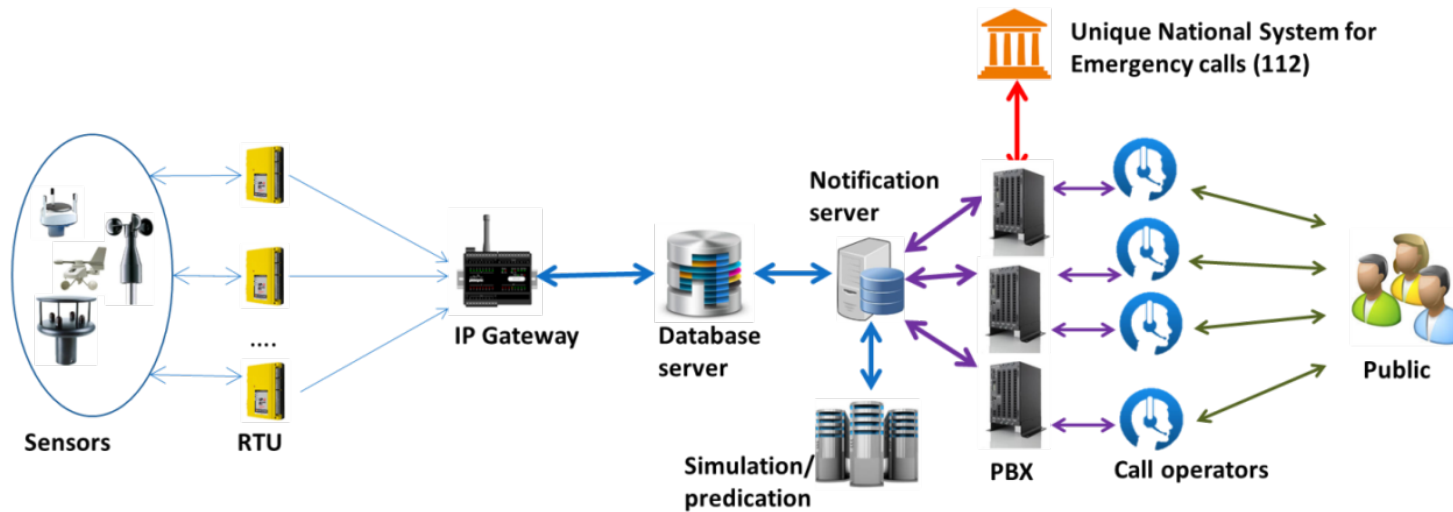 Unique National System for
Emergency calls (112)
Notification
server
....
IP Gateway
Database
server
Public
Sensors
RTU
Simulation/
predication
PBX
Call operators